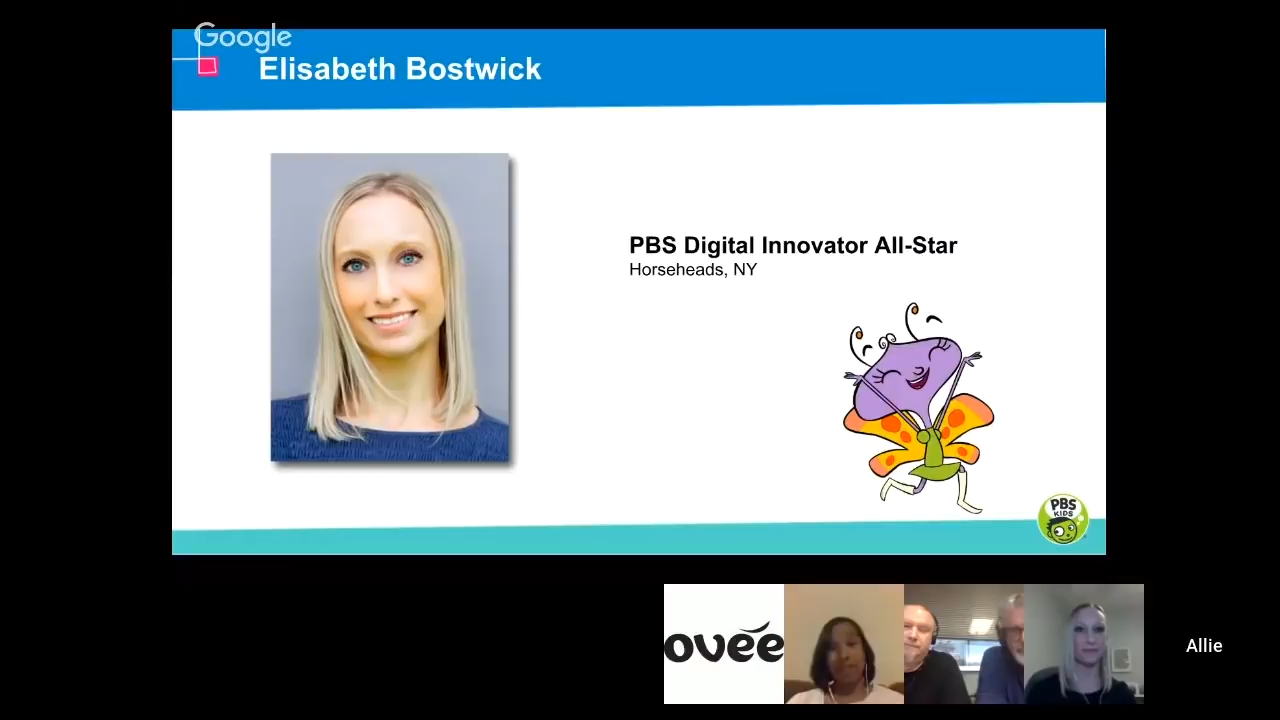 Google
Elisabeth Bostwick
PBS Digital Innovator All-Star
Horseheads, NY
PBS
KIDS
ovee
Allie